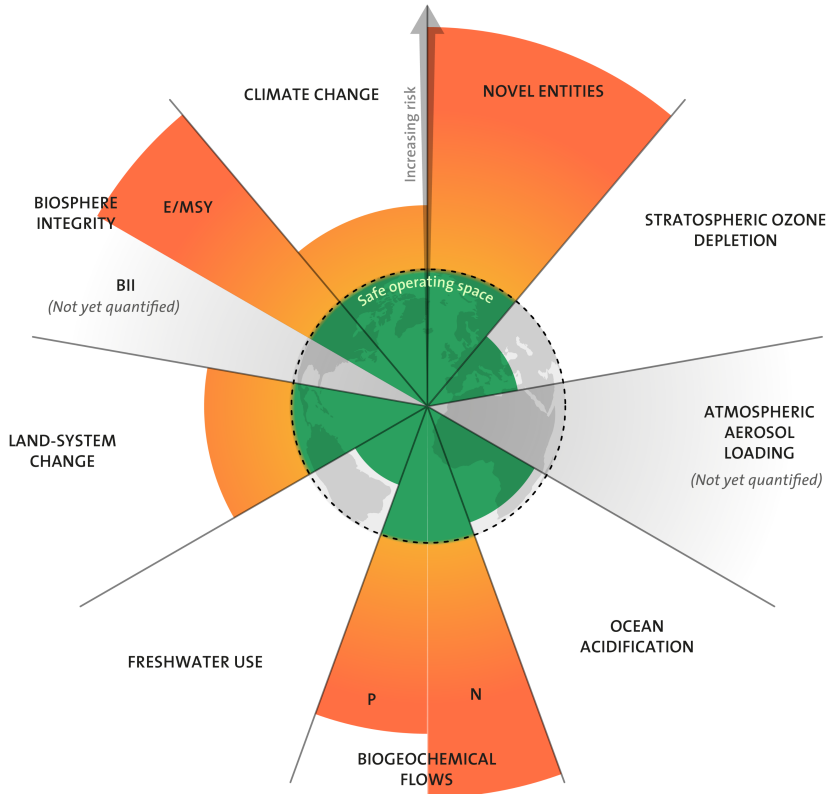 CLIMATE CHANGE
Increasing risk
NOVEL ENTITIES
BIOSPHERE
INTEGRITY
E/MSY
STRATOSPHERIC OZONE
DEPLETION
BII
(Not yet quantified)
Safe operating space
LAND-SYSTEM
CHANGE
ATMOSPHERIC
AEROSOL
LOADING
(Not yet quantified)
FRESHWATER USE
P
N
OCEAN
ACIDIFICATION
BIOGEOCHEMICAL
FLOWS